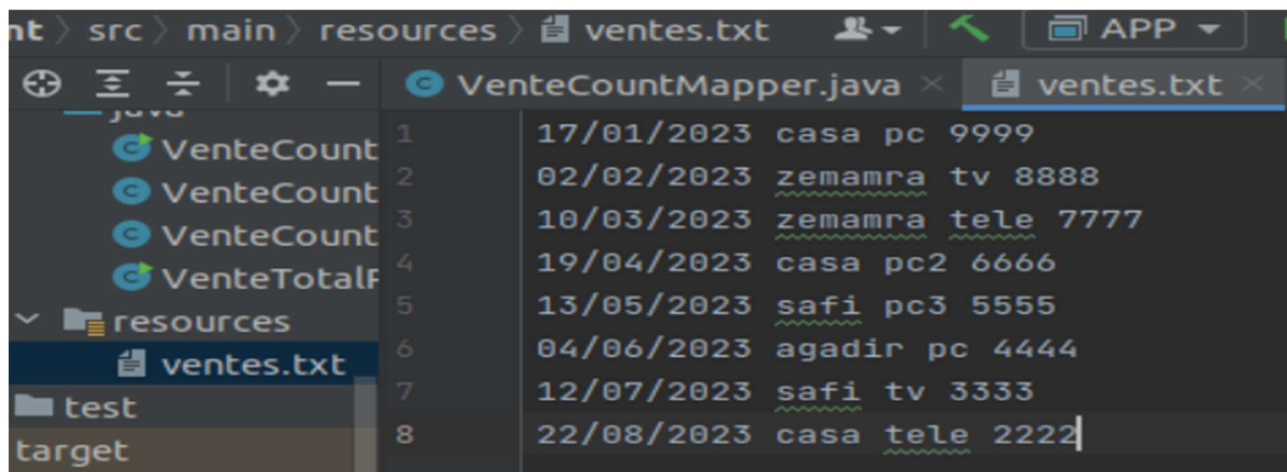 nt > src > main > resources > ventes.txt APP
VenteCountMapper.java × ventes.txt ×
java
VenteCount
VenteCount
VenteCount
VenteTotal
resources
ventes.txt
test
target
1 17/01/2023 casa pc 9999
2 02/02/2023 zemamra tv 8888
3 10/03/2023 zemamra tele 7777
4 19/04/2023 casa pc2 6666
5 13/05/2023 safi pc3 5555
6 04/06/2023 agadir pc 4444
7 12/07/2023 safi tv 3333
8 22/08/2023 casa tele 2222